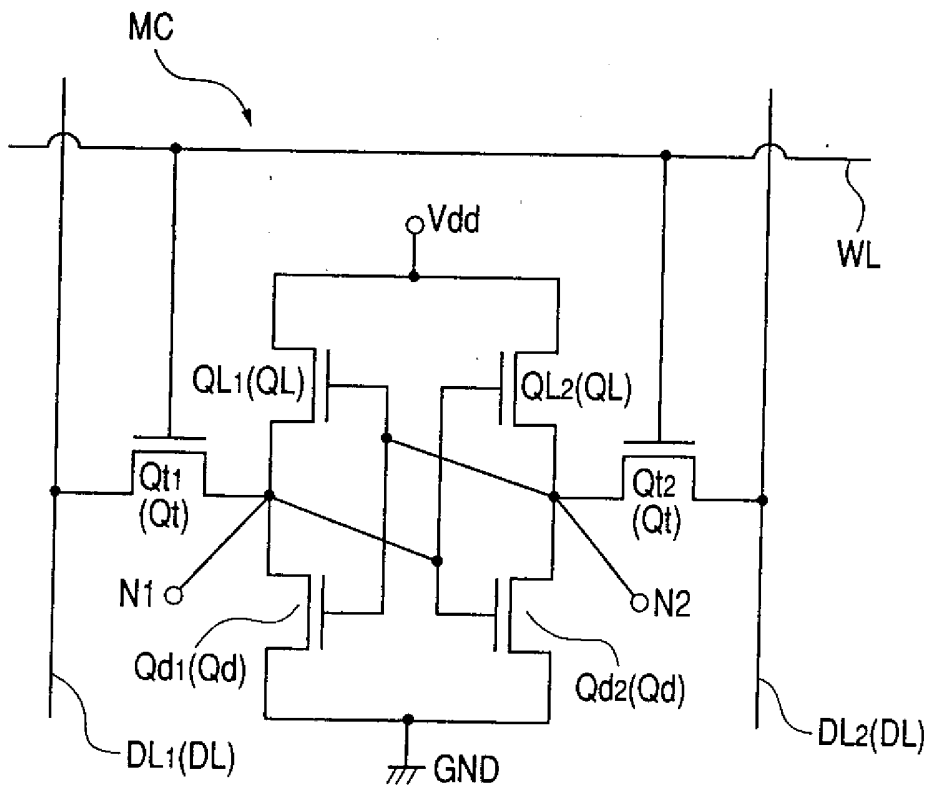 MC
WL
Vdd
QL1(QL)
QL2(QL)
Qt1
(Qt)
Qt2
(Qt)
N1
N2
Qd1(Qd)
Qd2(Qd)
DL1(DL)
DL2(DL)
GND